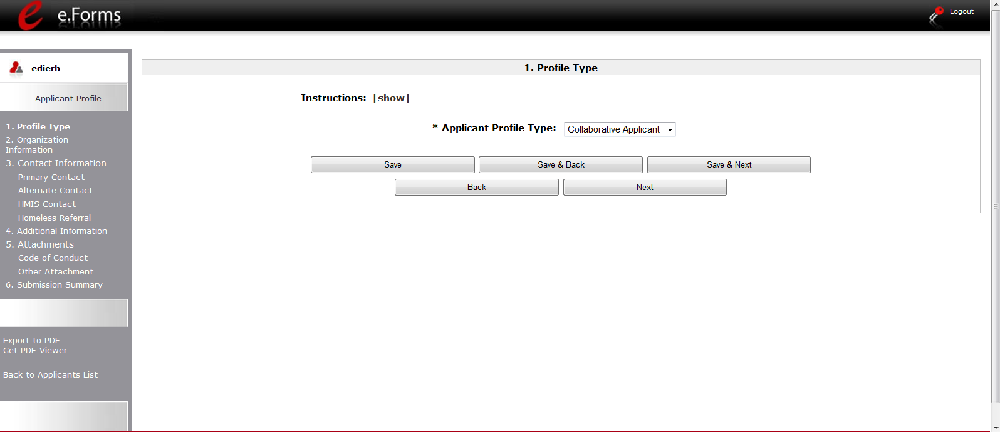 e e.Forms
Logout
edierb
Applicant Profile
1. Profile Type
2. Organization
Information
3. Contact Information
Primary Contact
Alternate Contact
HMIS Contact
Homeless Referral
4. Additional Information
5. Attachments
Code of Conduct
Other Attachment
6. Submission Summary
Export to PDF
Get PDF Viewer
Back to Applicants List
1. Profile Type
Instructions: [show]
* Applicant Profile Type: Collaborative Applicant
Save Save & Back Save & Next
Back Next